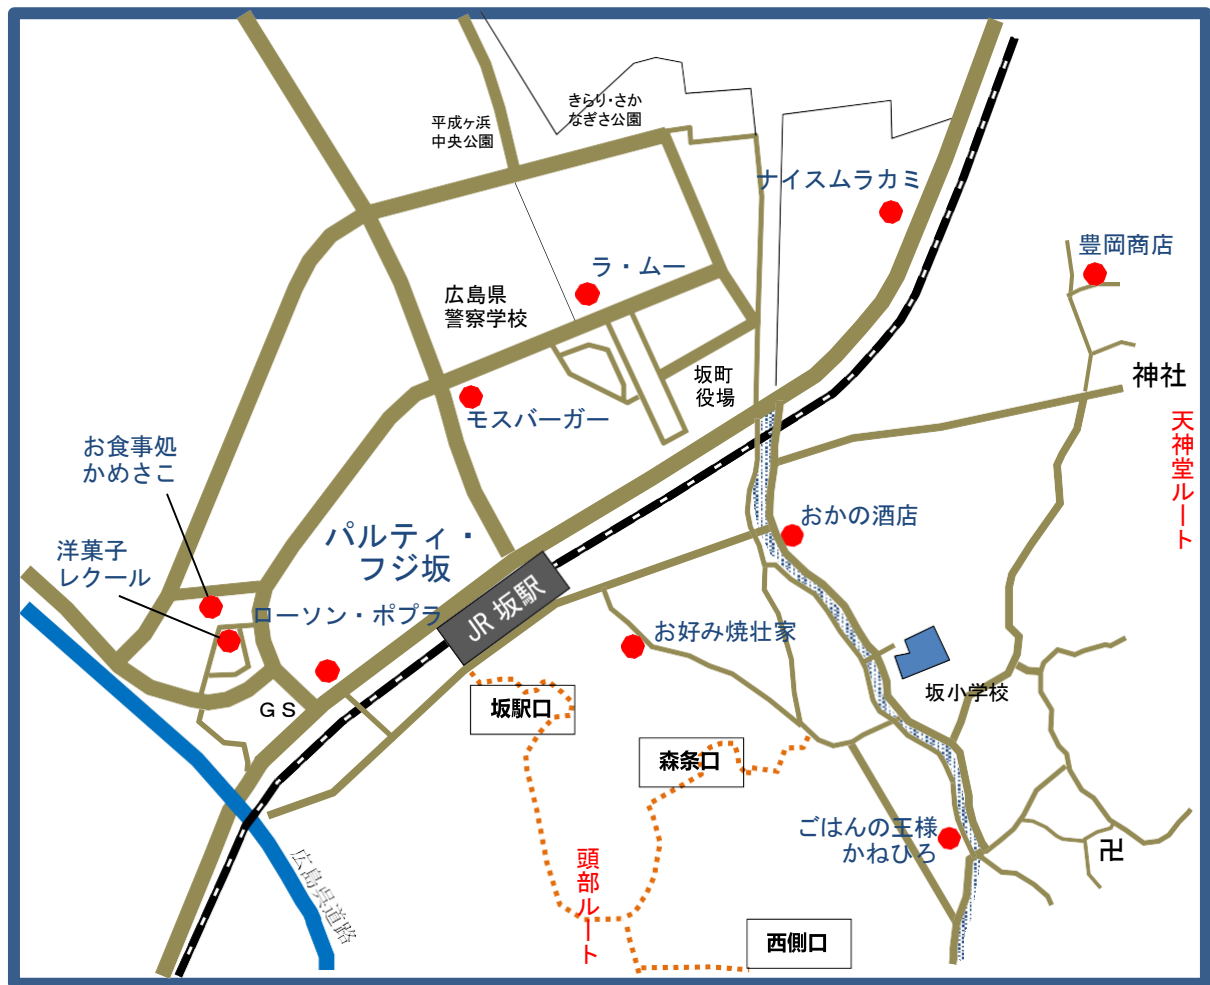 きらり・さか
なぎさ公園
平成ヶ浜
中央公園
ナイスムラカミ
豊岡商店
ラ・ムー
広島県
警察学校
坂町
役場
神社
モスバーガー
天神堂ルート
お食事処
かめさこ
おかの酒店
パルティ・
フジ坂
洋菓子
レクール
JR 坂駅
ローソン・ポプラ
お好み焼壮家
坂小学校
GS
坂駅口
森条口
ごはんの王様
かねひろ
卍
広島呉道路
頭部ルート
西側口